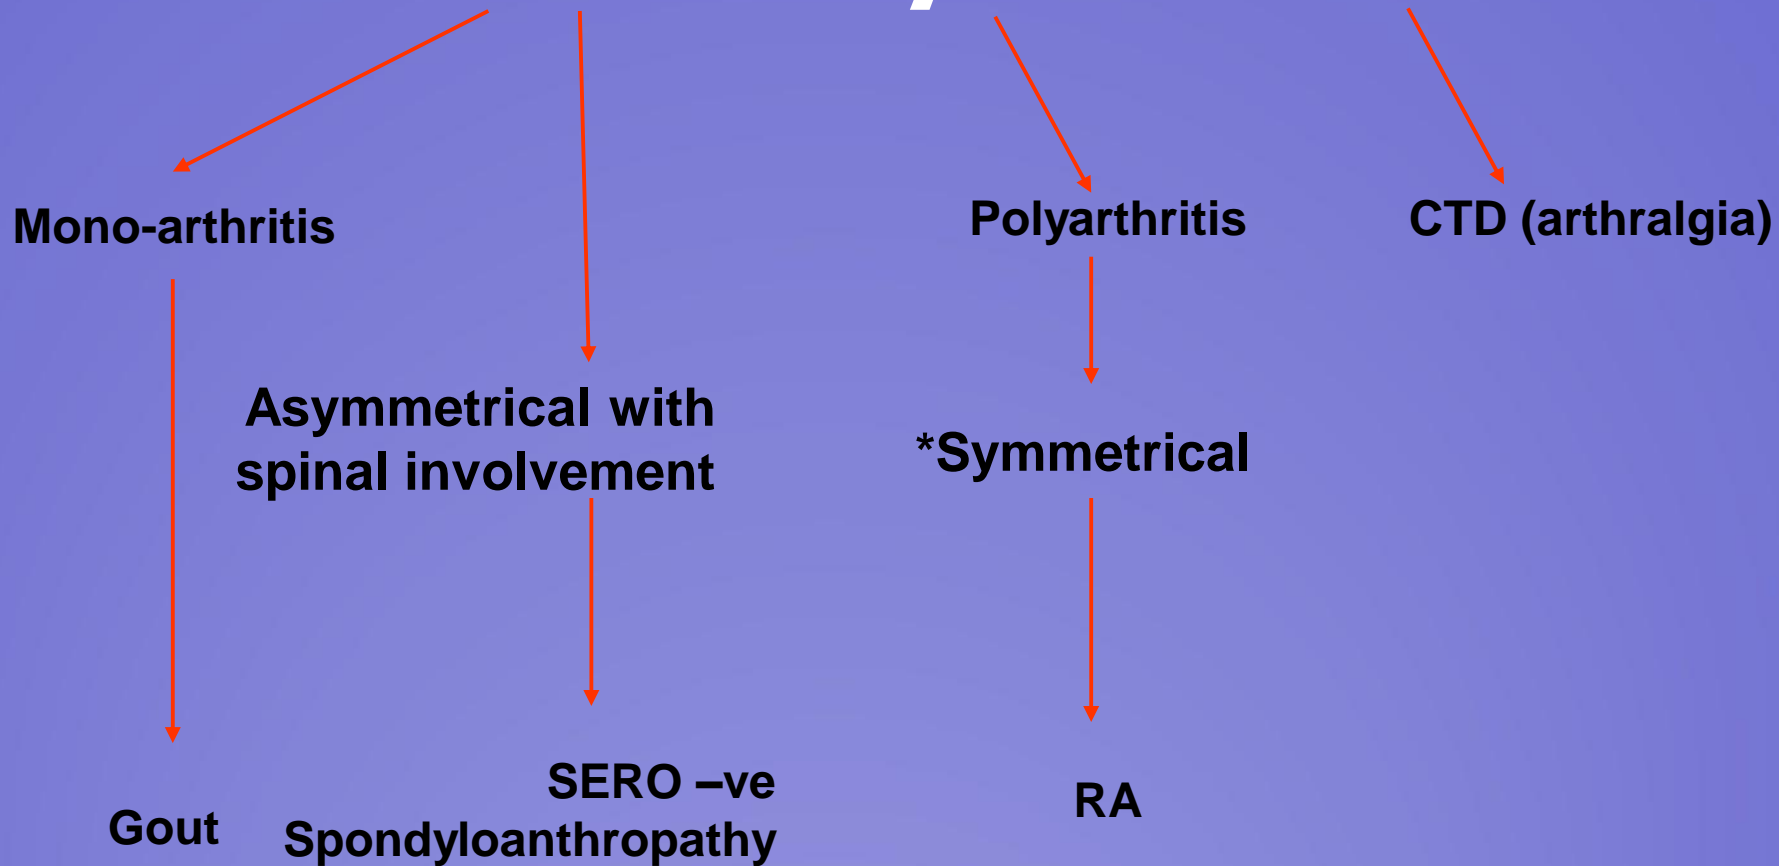 Mono-arthritis
Polyarthritis
CTD (arthralgia)
Asymmetrical with
spinal involvement
*Symmetrical
Gout
SERO –ve
Spondyloanthropathy
RA